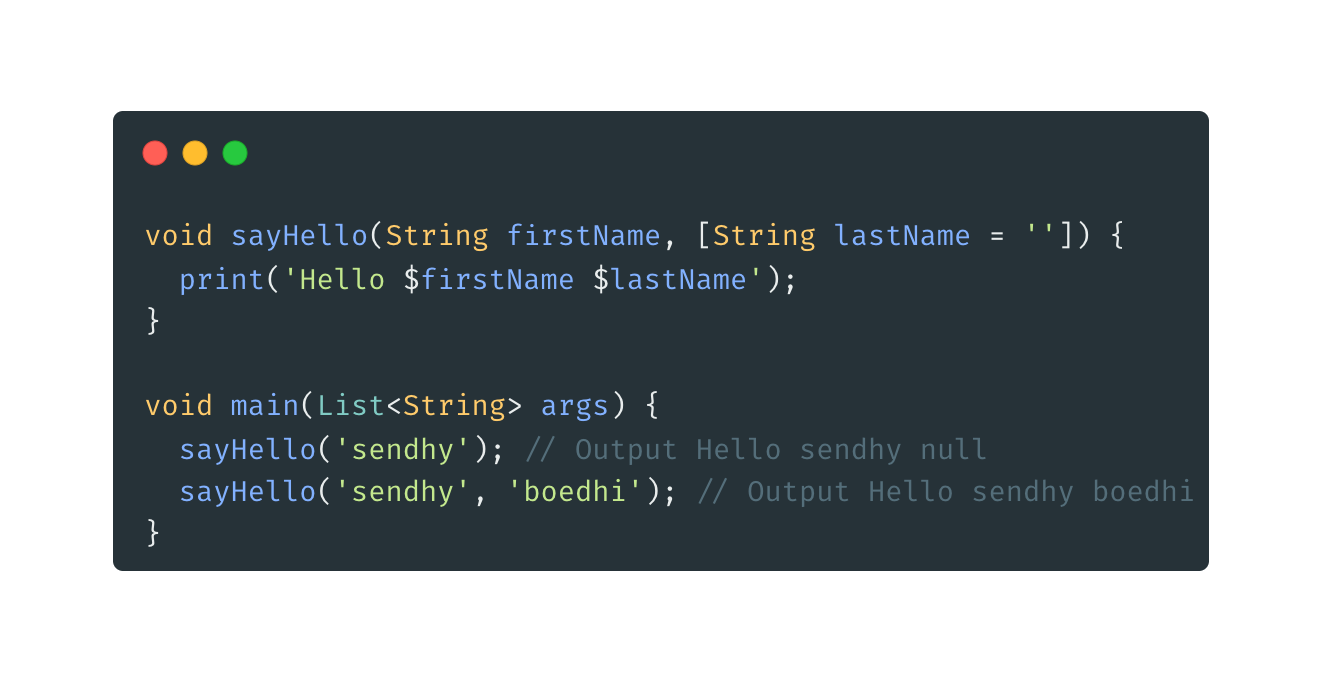 void sayHello(String firstName, [String lastName = '']) {
  print('Hello $firstName $lastName');
}
void main(List<String> args) {
  sayHello('sendhy'); // Output Hello sendhy null
  sayHello('sendhy', 'boedhi'); // Output Hello sendhy boedhi
}